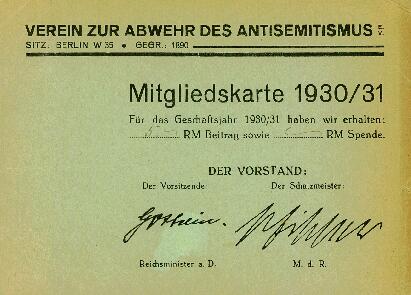 VEREIN ZUR ABWEHR DES ANTISEMITISMUS E.V.
SITZ: BERLIN W 35 • GEGR.: 1890
Mitgliedskarte 1930/31
Für das Geschäftsjahr 1930/31 haben wir erhalten:
5 RM Beitrag sowie RM Spende.
DER VORSTAND:
Der Vorsitzende: Der Schatzmeister:
Gothein.
Reichsminister a. D. M. d. R.